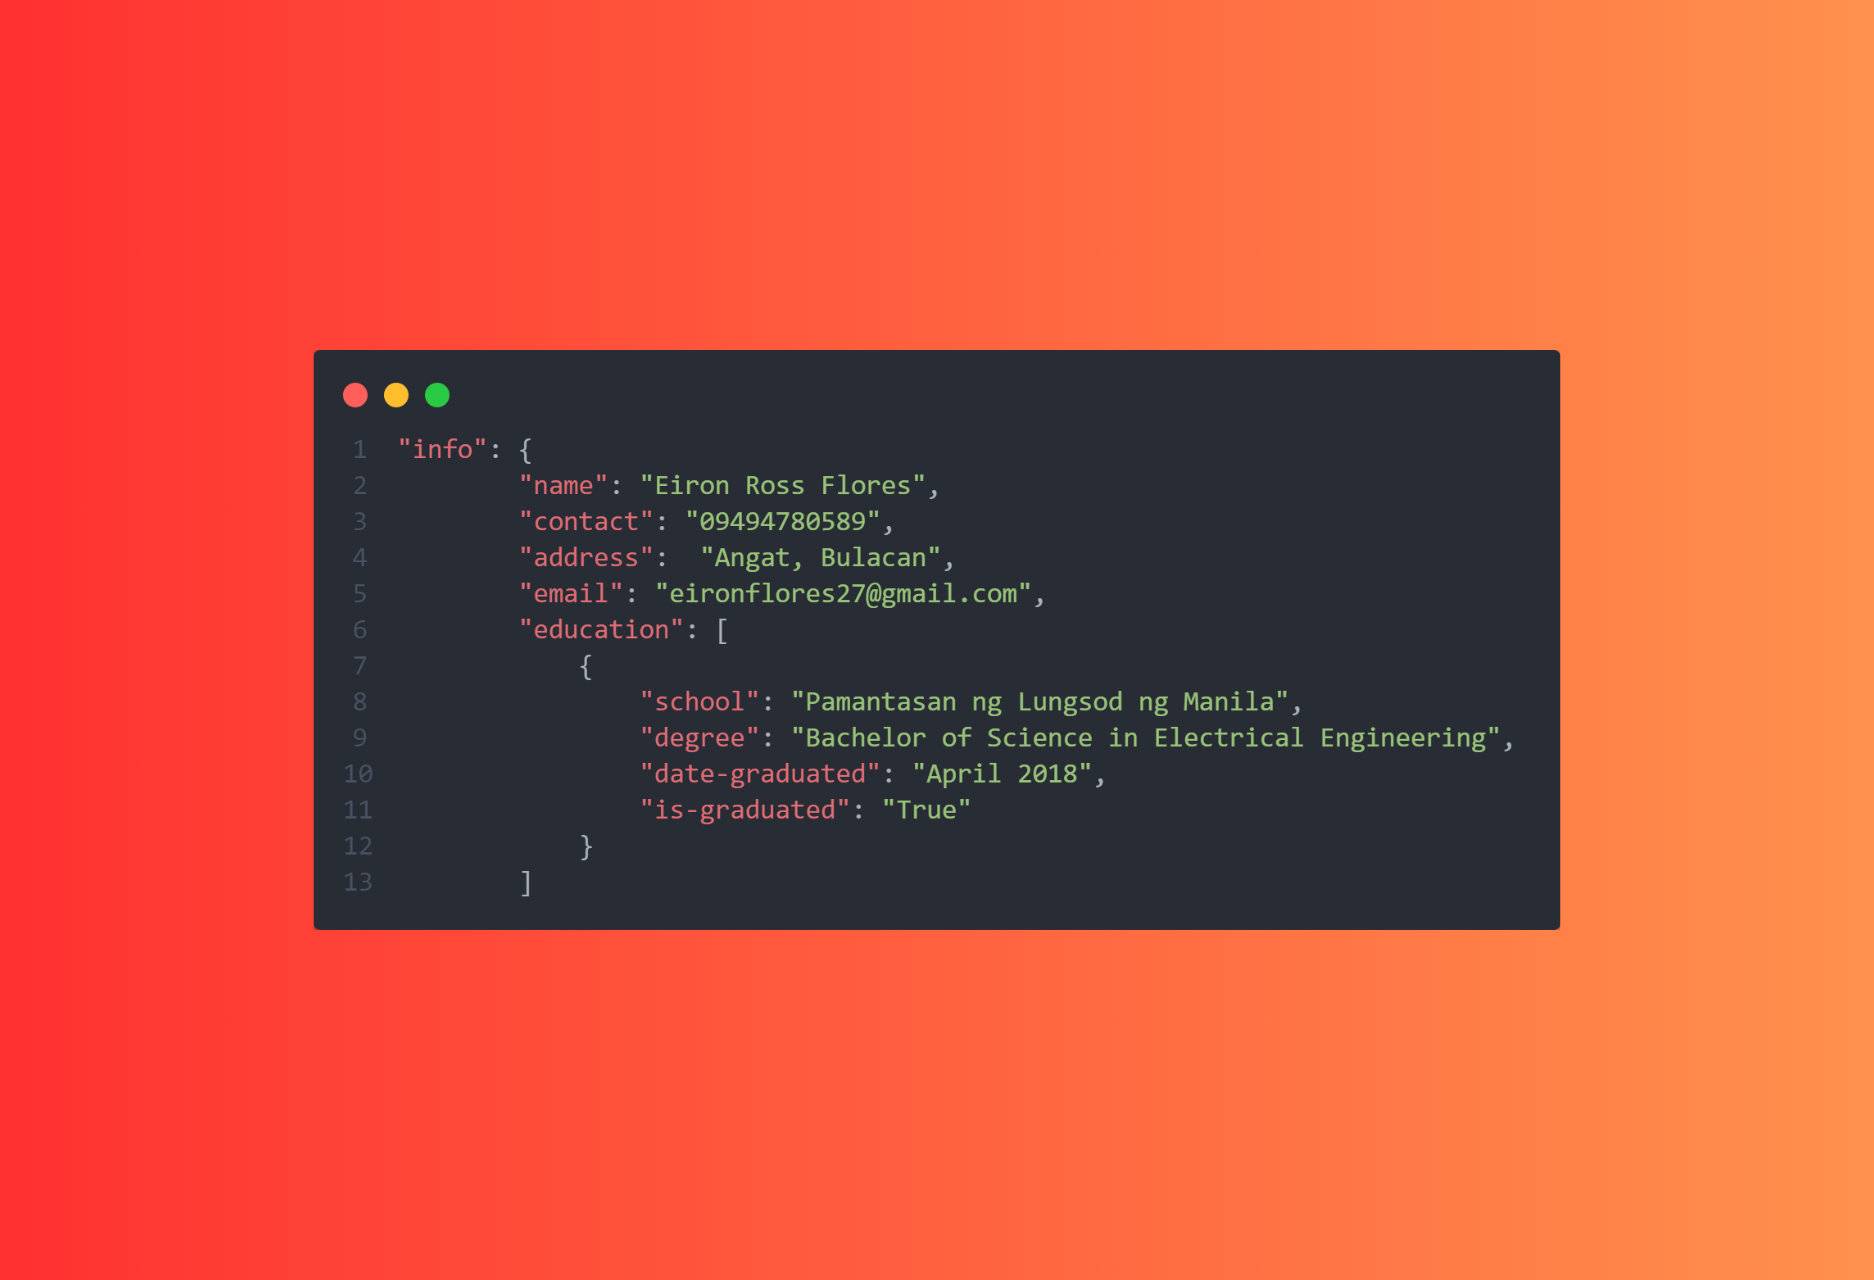 1 "info": {
2 "name": "Eiron Ross Flores",
3 "contact": "09494780589",
4 "address":  "Angat, Bulacan",
5 "email": "eironflores27@gmail.com",
6 "education": [
7 {
8 "school": "Pamantasan ng Lungsod ng Manila",
9 "degree": "Bachelor of Science in Electrical Engineering",
10 "date-graduated": "April 2018",
11 "is-graduated": "True"
12 }
13 ]